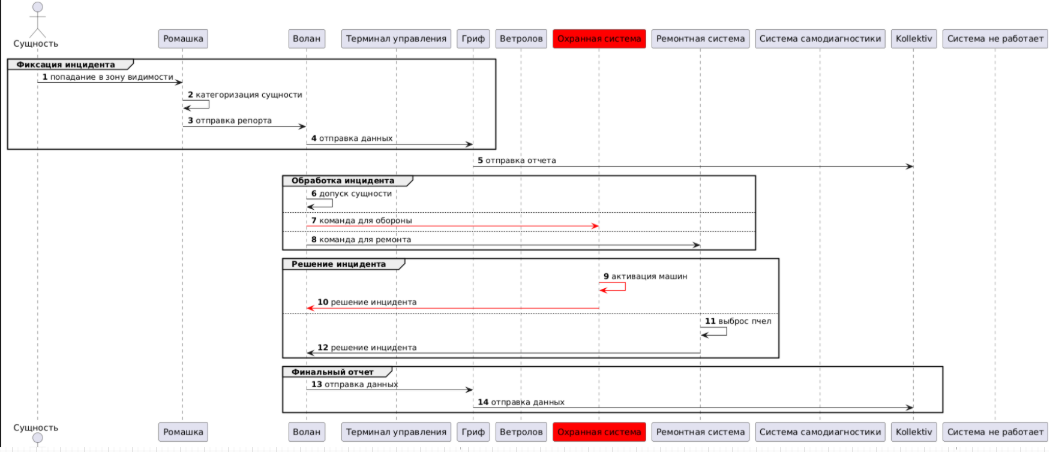 Сущность
Ромашка
Волан
Терминал управления
Гриф
Ветролов
Охранная система
Ремонтная система
Система самодиагностики
Kollektiv
Система не работает
Фиксация инцидента
1 попадание в зону видимости
2 категоризация сущности
3 отправка репорта
4 отправка данных
5 отправка отчета
Обработка инцидента
6 допуск сущности
7 команда для обороны
8 команда для ремонта
Решение инцидента
9 активация машин
10 решение инцидента
11 выброс пчел
12 решение инцидента
Финальный отчет
13 отправка данных
14 отправка данных
Сущность
Ромашка
Волан
Терминал управления
Гриф
Ветролов
Охранная система
Ремонтная система
Система самодиагностики
Kollektiv
Система не работает